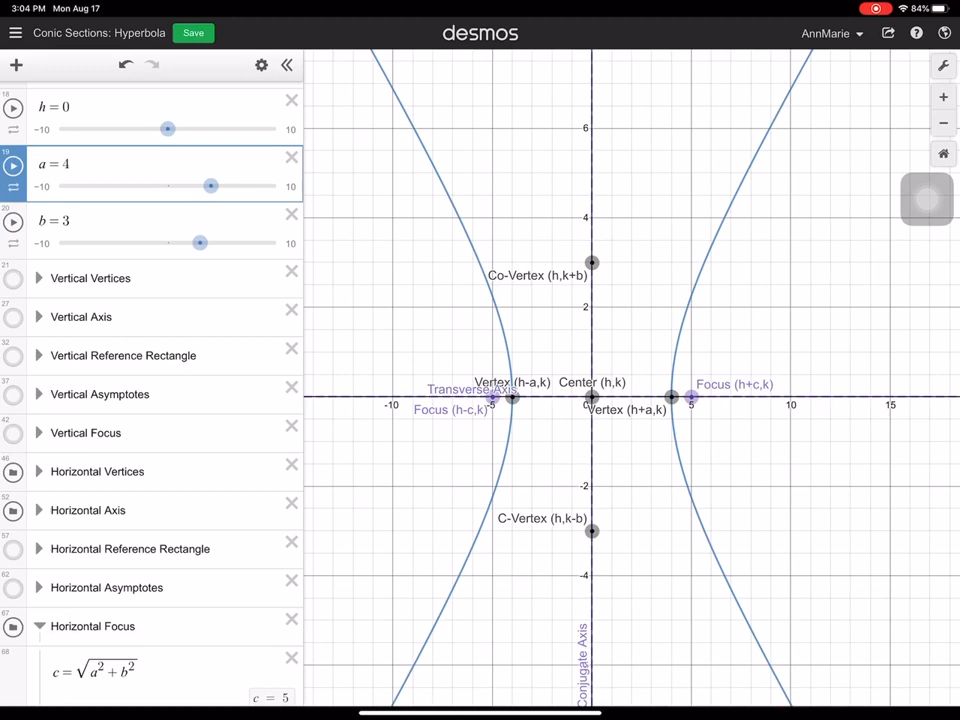 3:04 PM Mon Aug 17
84%
Conic Sections: Hyperbola
Save
desmos
AnnMarie
18
h = 0
-10
10
19
a = 4
-10
10
20
b = 3
-10
10
21
Vertical Vertices
27
Vertical Axis
32
Vertical Reference Rectangle
37
Vertical Asymptotes
42
Vertical Focus
46
Horizontal Vertices
52
Horizontal Axis
57
Horizontal Reference Rectangle
62
Horizontal Asymptotes
67
Horizontal Focus
68
c = √a² + b²
c = 5
6
4
Co-Vertex (h,k+b)
2
Vertex (h-a,k)
Center (h,k)
Focus (h+c,k)
Transverse Axis
-10
-5
0
5
10
15
Focus (h-c,k)
Vertex (h+a,k)
-2
C-Vertex (h,k-b)
-4
Conjugate Axis